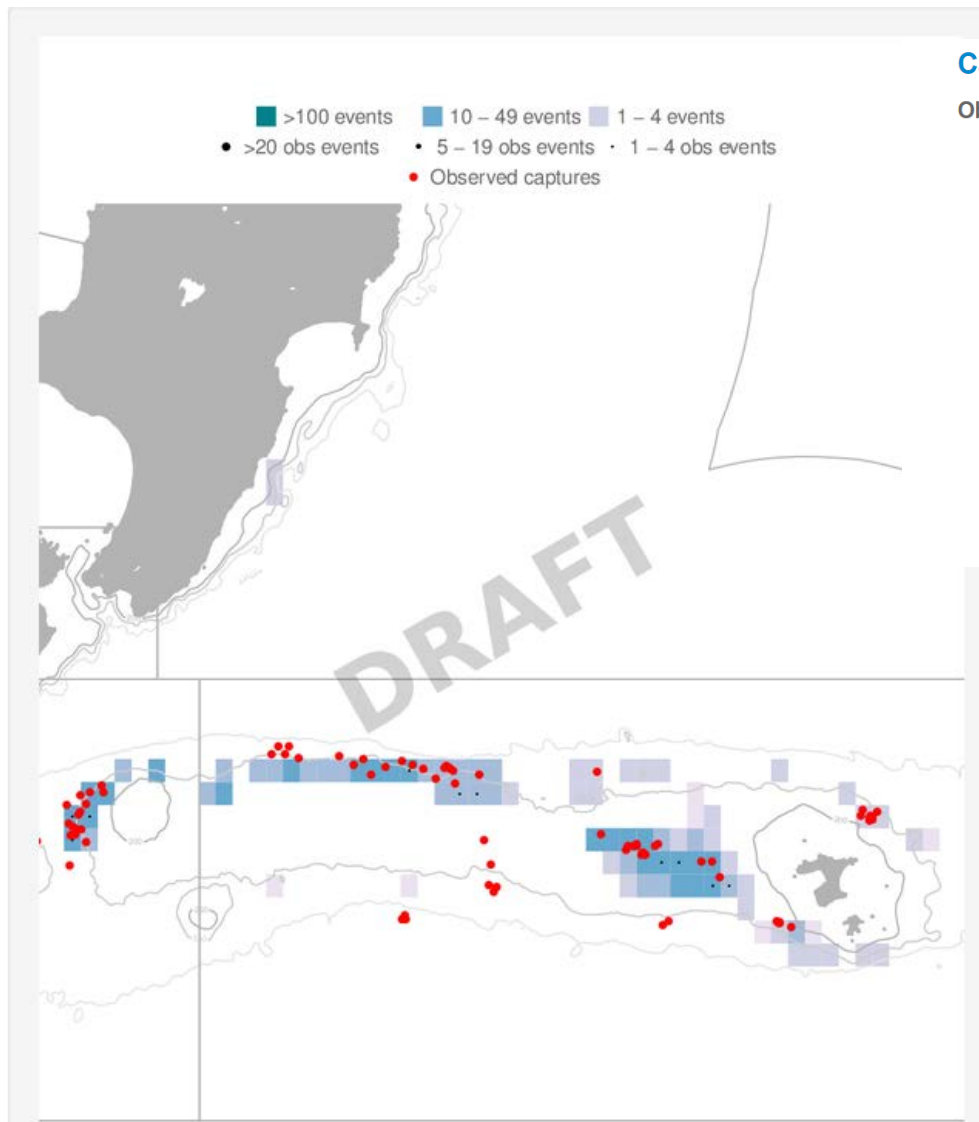 >100 events 10 – 49 events 1 – 4 events
>20 obs events 5 – 19 obs events 1 – 4 obs events
Observed captures
DRAFT